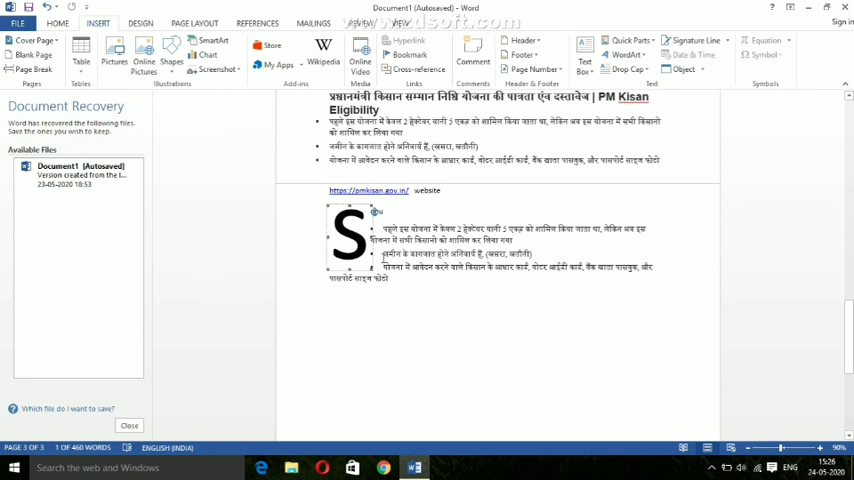 Document1 (Autosaved) - Word
www.zdsoft.com
FILE HOME INSERT DESIGN PAGE LAYOUT REFERENCES MAILINGS REVIEW VIEW Sign in
Cover Page
Blank Page
Page Break
Pages
Table
Tables
Pictures
Online
Pictures
Shapes
SmartArt
Chart
Screenshot
Illustrations
Store
My Apps
Wikipedia
Add-ins
Online
Video
Media
Hyperlink
Bookmark
Cross-reference
Links
Comment
Comments
Header
Footer
Page Number
Header & Footer
Text
Box
Quick Parts
WordArt
Drop Cap
Signature Line
Date & Time
Object
Text
Equation
Symbol
Symbols
Document Recovery
Word has recovered the following files.
Save the ones you wish to keep.
Available Files
Document1 [Autosaved]
Version created from the l...
23-05-2020 18:53
Which file do I want to save?
Close
प्रधानमंत्री किसान सम्मान निधि योजना की पात्रता एंव दस्तावेज | PM Kisan
Eligibility
पहले इस योजना में केवल 2 हेक्टेयर यानी 5 एकड़ को शामिल किया जाता था, लेकिन अब इस योजना में सभी किसानो
को शामिल कर लिया गया
जमीन के कागजात होने अनिवार्य हैं, (खसरा, खतौनी)
योजना में आवेदन करने वाले किसान के आधार कार्ड, वोटर आईडी कार्ड, बैंक खाता पासबुक, और पासपोर्ट साइज फोटो
https://pmkisan.gov.in/ website
S
पहले इस योजना में केवल 2 हेक्टेयर यानी 5 एकड़ को शामिल किया जाता था, लेकिन अब इस
योजना में सभी किसानो को शामिल कर लिया गया
जमीन के कागजात होने अनिवार्य हैं, (खसरा, खतौनी)
योजना में आवेदन करने वाले किसान के आधार कार्ड, वोटर आईडी कार्ड, बैंक खाता पासबुक, और
पासपोर्ट साइज फोटो
PAGE 3 OF 3 1 OF 460 WORDS ENGLISH (INDIA) 90%
Search the web and Windows
ENG
15:26
24-05-2020